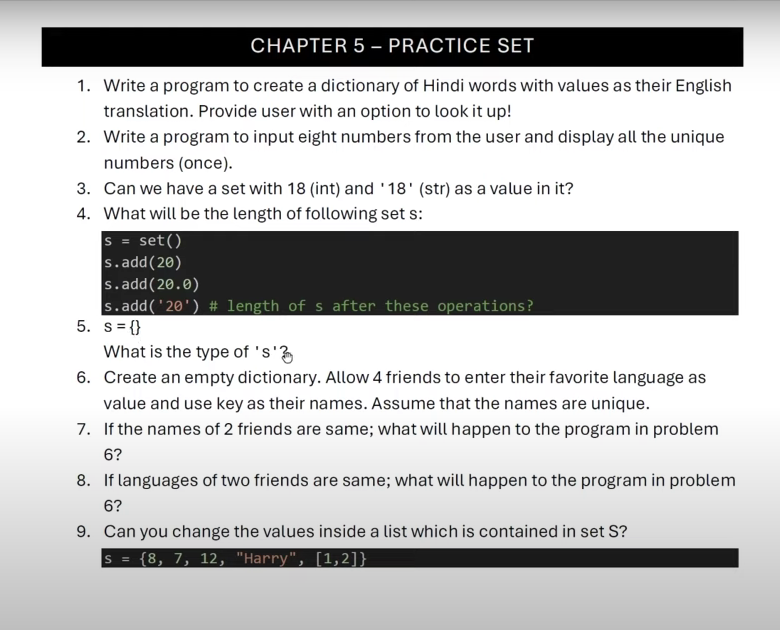 CHAPTER 5 – PRACTICE SET
1. Write a program to create a dictionary of Hindi words with values as their English
translation. Provide user with an option to look it up!
2. Write a program to input eight numbers from the user and display all the unique
numbers (once).
3. Can we have a set with 18 (int) and '18' (str) as a value in it?
4. What will be the length of following set s:
s = set()
s.add(20)
s.add(20.0)
s.add('20') # length of s after these operations?
5. s = {}
What is the type of 's'?
6. Create an empty dictionary. Allow 4 friends to enter their favorite language as
value and use key as their names. Assume that the names are unique.
7. If the names of 2 friends are same; what will happen to the program in problem
6?
8. If languages of two friends are same; what will happen to the program in problem
6?
9. Can you change the values inside a list which is contained in set S?
s = {8, 7, 12, "Harry", [1,2]}